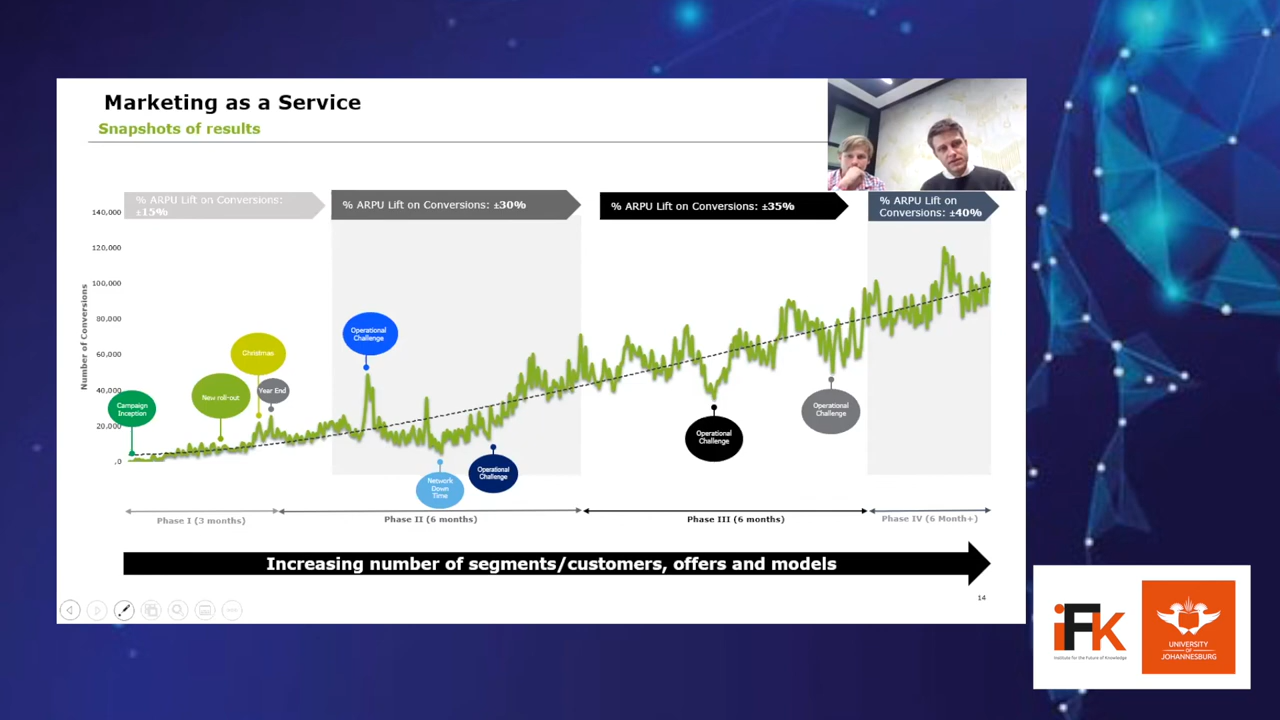 Marketing as a Service
Snapshots of results
% ARPU Lift on Conversions:
±15%
% ARPU Lift on Conversions: ±30%
% ARPU Lift on Conversions: ±35%
% ARPU Lift on
Conversions: ±40%
Number of Conversions
140,000
120,000
100,000
80,000
60,000
40,000
20,000
,0
Campaign
Inception
New roll-out
Christmas
Year End
Operational
Challenge
Network
Down
Time
Operational
Challenge
Operational
Challenge
Operational
Challenge
Phase I (3 months)
Phase II (6 months)
Phase III (6 months)
Phase IV (6 Month+)
Increasing number of segments/customers, offers and models
14
iFK
Institute for the Future of Knowledge
UNIVERSITY
OF
JOHANNESBURG